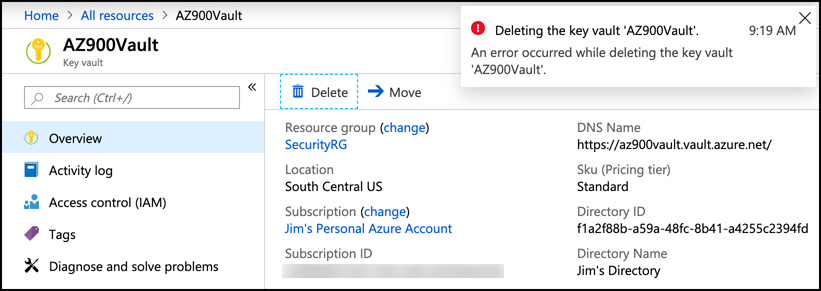 Home > All resources > AZ900Vault
AZ900Vault
Key vault
Deleting the key vault 'AZ900Vault'. 9:19 AM
An error occurred while deleting the key vault
'AZ900Vault'.
Search (Ctrl+/)
«
Overview
Activity log
Access control (IAM)
Tags
Diagnose and solve problems
Delete Move
Resource group (change)
SecurityRG
Location
South Central US
Subscription (change)
Jim's Personal Azure Account
Subscription ID
DNS Name
https://az900vault.vault.azure.net/
Sku (Pricing tier)
Standard
Directory ID
f1a2f88b-a59a-48fc-8b41-a4255c2394fd
Directory Name
Jim's Directory